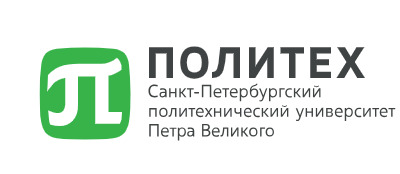 ПОЛИТЕХ
Санкт-Петербургский
политехнический университет
Петра Великого